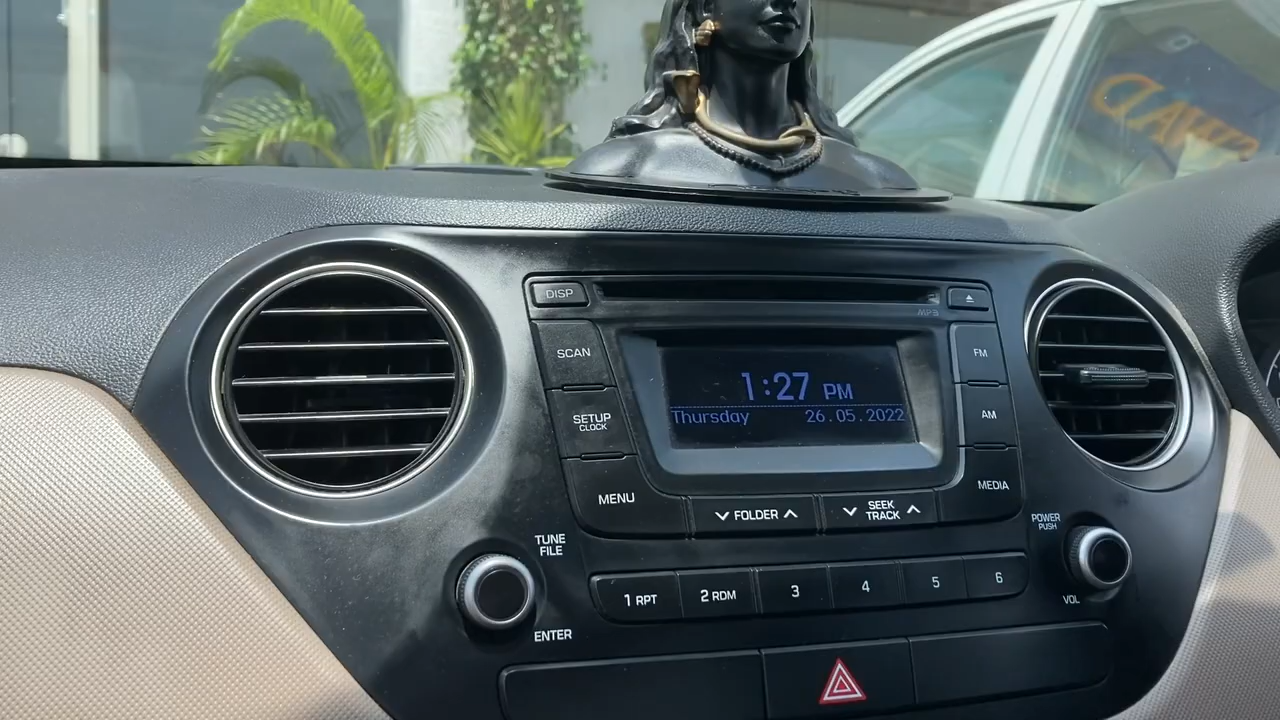 DISP
MP3
SCAN
FM
1:27 PM
Thursday 26.05.2022
SETUP
CLOCK
AM
MENU
MEDIA
FOLDER
SEEK
TRACK
POWER
PUSH
TUNE
FILE
1 RPT
2 RDM
3
4
5
6
VOL
ENTER